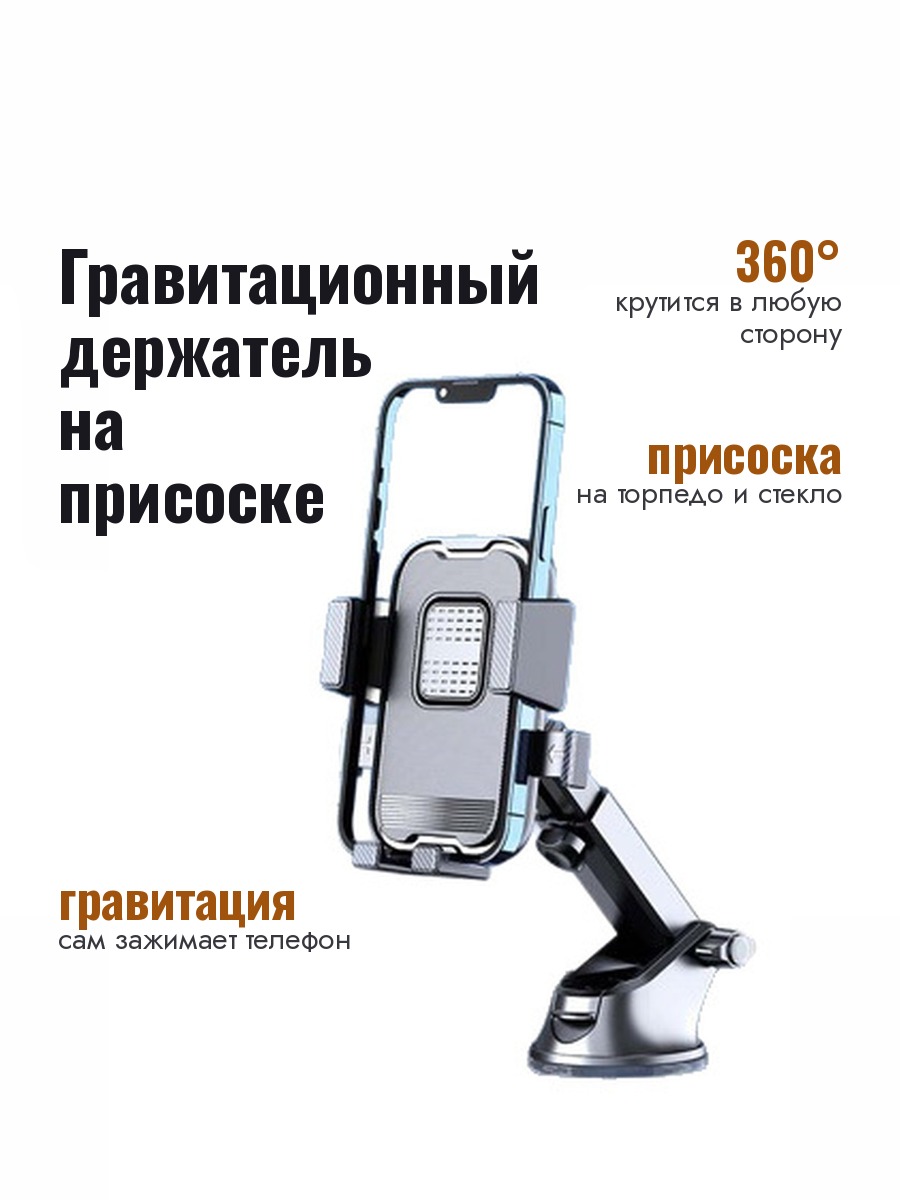 Гравитационный
держатель
на
присоске
360°
крутится в любую
сторону
присоска
на торпедо и стекло
гравитация
сам зажимает телефон